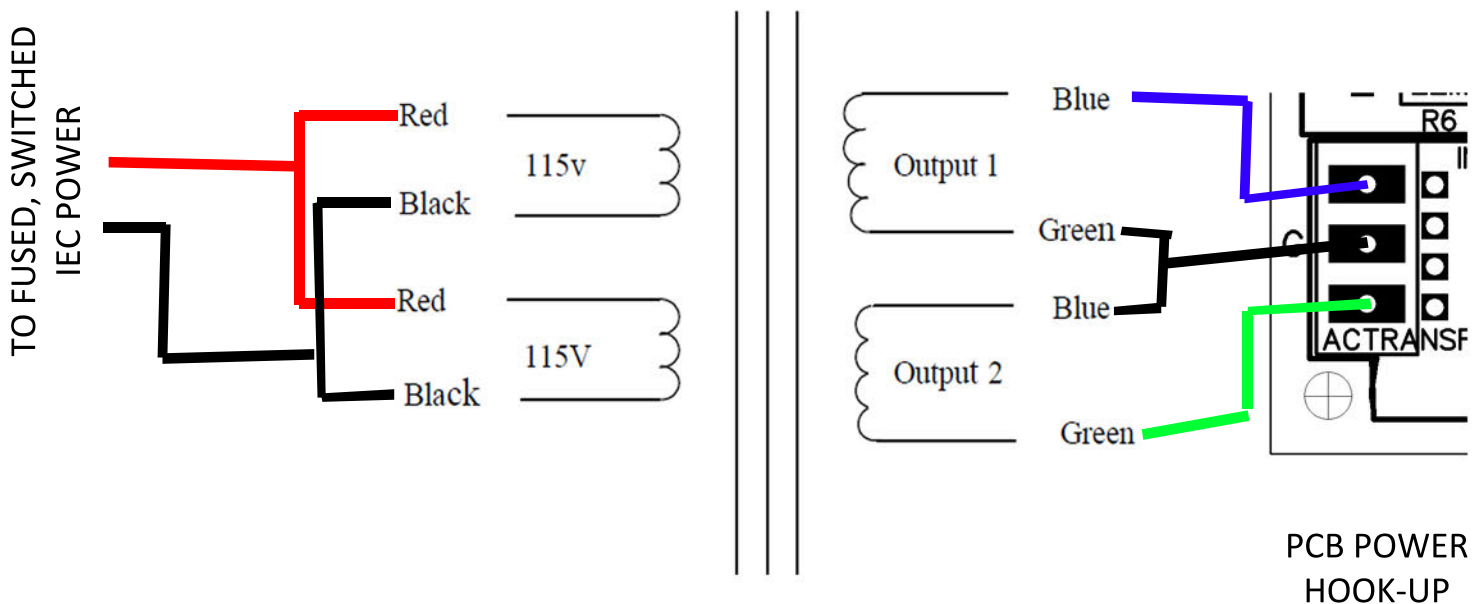 TO FUSED, SWITCHED
IEC POWER
Red
115v
Black
Red
115V
Black
Output 1
Output 2
Blue
Green
Blue
Green
R6
C
ACTRANSF
PCB POWER
HOOK-UP